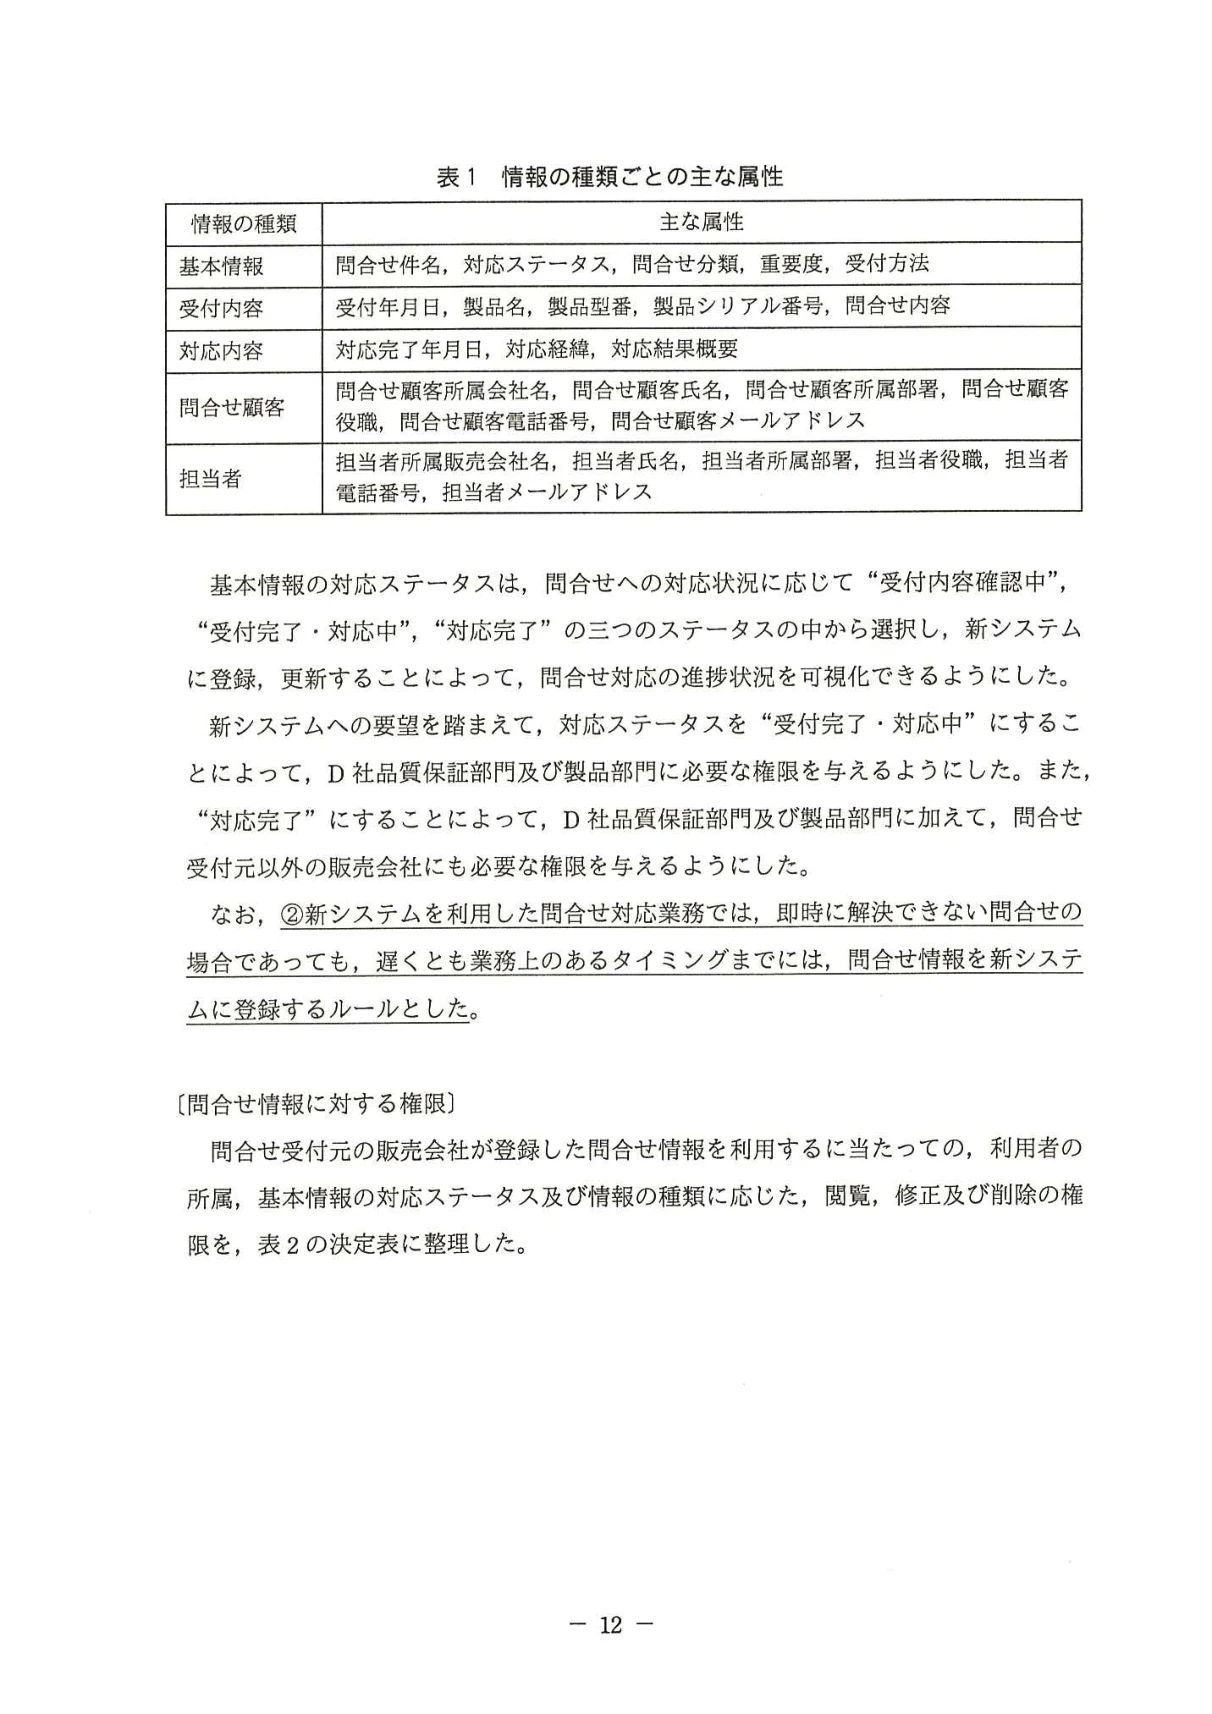 表1 情報の種類ごとの主な属性
情報の種類 主な属性
基本情報 問合せ件名，対応ステータス，問合せ分類，重要度，受付方法
受付内容 受付年月日，製品名，製品型番，製品シリアル番号，問合せ内容
対応内容 対応完了年月日，対応経緯，対応結果概要
問合せ顧客 問合せ顧客所属会社名，問合せ顧客氏名，問合せ顧客所属部署，問合せ顧客
役職，問合せ顧客電話番号，問合せ顧客メールアドレス
担当者 担当者所属販売会社名，担当者氏名，担当者所属部署，担当者役職，担当者
電話番号，担当者メールアドレス
基本情報の対応ステータスは，問合せへの対応状況に応じて“受付内容確認中”，
“受付完了・対応中”，“対応完了”の三つのステータスの中から選択し，新システム
に登録，更新することによって，問合せ対応の進捗状況を可視化できるようにした。
新システムへの要望を踏まえて，対応ステータスを“受付完了・対応中”にするこ
とによって，D社品質保証部門及び製品部門に必要な権限を与えるようにした。また，
“対応完了”にすることによって，D社品質保証部門及び製品部門に加えて，問合せ
受付元以外の販売会社にも必要な権限を与えるようにした。
なお，②新システムを利用した問合せ対応業務では，即時に解決できない問合せの
場合であっても，遅くとも業務上のあるタイミングまでには，問合せ情報を新システ
ムに登録するルールとした。
〔問合せ情報に対する権限〕
問合せ受付元の販売会社が登録した問合せ情報を利用するに当たっての，利用者の
所属，基本情報の対応ステータス及び情報の種類に応じた，閲覧，修正及び削除の権
限を，表2の決定表に整理した。
－ 12 －